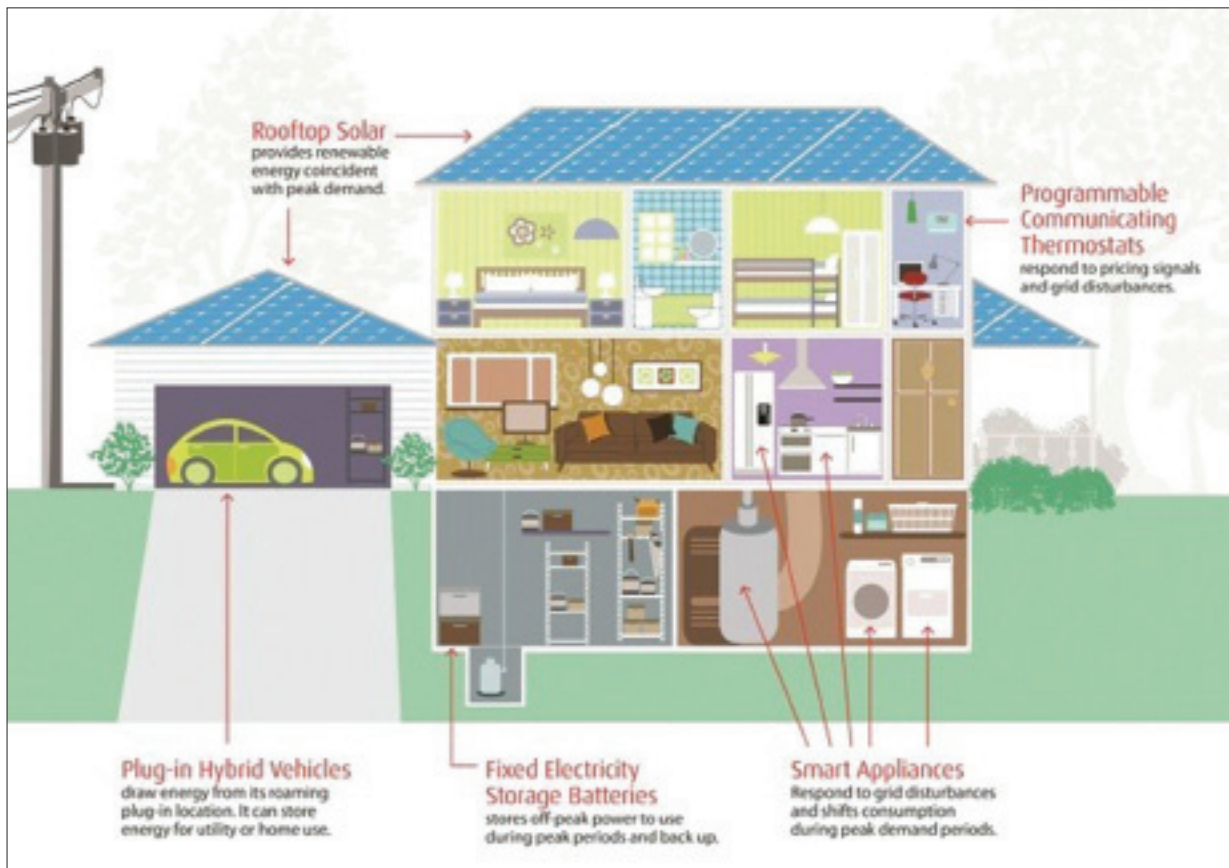 Rooftop Solar
provides renewable
energy coincident
with peak demand.
Programmable
Communicating
Thermostats
respond to pricing signals
and grid disturbances.
Plug-in Hybrid Vehicles
draw energy from its roaming
plug-in location. It can store
energy for utility or home use.
Fixed Electricity
Storage Batteries
stores off-peak power to use
during peak periods and back up.
Smart Appliances
Respond to grid disturbances
and shifts consumption
during peak demand periods.